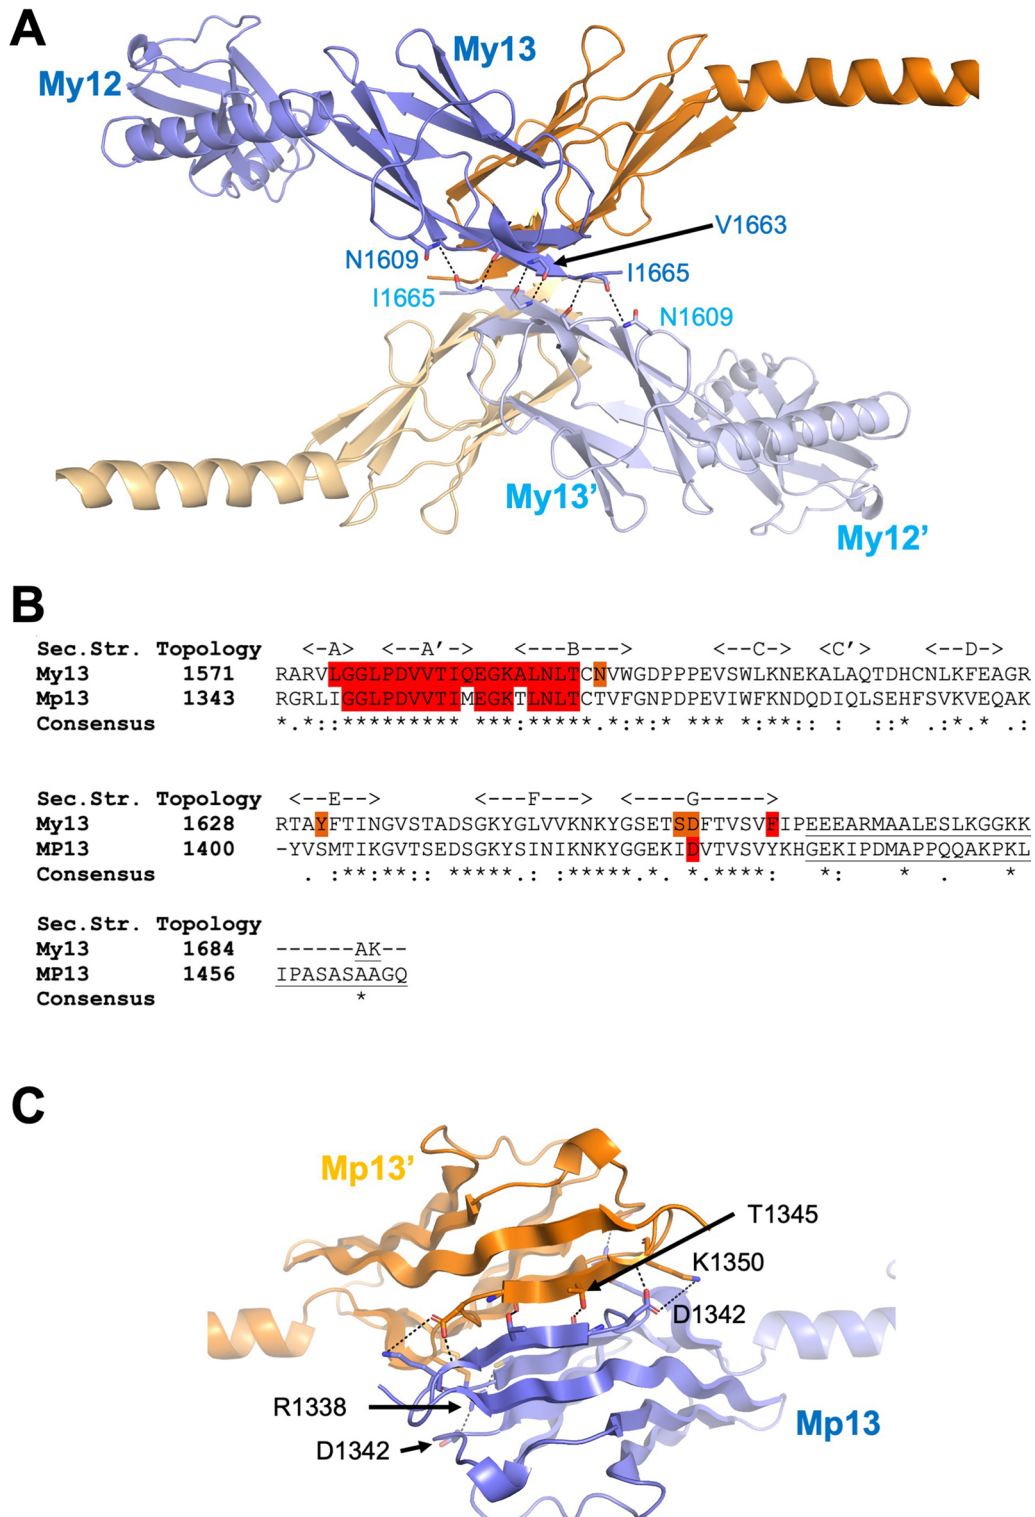 A
My12
My13
V1663
N1609
I1665
I1665
N1609
My13’
My12’
B
Sec.Str. Topology <-A-> <--A′-> <---B---> <--C-> <C′> <--D->
My13 1571 RARVLGGLPDVVTIQEGKALNLTCNVWGDPPPEVSWLKNEKALAQTDHCNLKFEAGR
Mp13 1343 RGRLIGGLPDVVTIMEGKTLNLTCTVFGNPDPEVIWFKNDQDIQLSEHFSVKVEQAK
Consensus *.*.:********* ***:*****.*:*:* *** *:**:: : ::* .:*.* .:
Sec.Str. Topology <--E--> <---F---> <----G----->
My13 1628 RTAYFTINGVSTADSGKYGLVVKNKYGSETSDFTVSVFIPEEEARMAALESLKGGKK
MP13 1400 -YVSMTIKGVTSEDSGKYSINIKNKYGGEKIDVTVSVYKHGEKIPDMAPPQQAKPKL
Consensus . :**:**:: *****.: :*****.*. *.****: *: * . *
Sec.Str. Topology
My13 1684 ------AK--
MP13 1456 IPASASAAGQ
Consensus *
C
Mp13’
T1345
K1350
D1342
R1338
D1342
Mp13